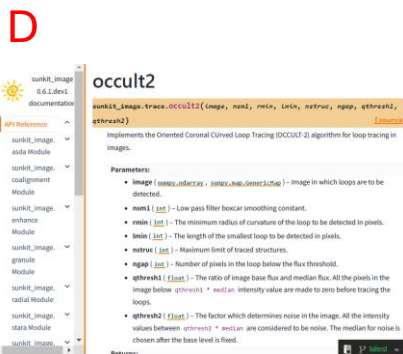 D
sunkit_image
0.6.1.dev1
documentation
API Reference
sunkit_image.
asda Module
sunkit_image.
coalignment
Module
sunkit_image.
enhance
Module
sunkit_image.
granule
Module
sunkit_image.
radial Module
sunkit_image.
stara Module
sunkit_image.
occult2
sunkit_image.trace.occult2(image, nsm1, rmin, lmin, nstruc, ngap, qthresh1,
qthresh2)
[source]
Implements the Oriented Coronal CUrved Loop Tracing (OCCULT-2) algorithm for loop tracing in
images.
Parameters:
• image ( numpy.ndarray , sunpy.map.GenericMap ) – Image in which loops are to be
detected.
• nsm1 ( int ) – Low pass filter boxcar smoothing constant.
• rmin ( int ) – The minimum radius of curvature of the loop to be detected in pixels.
• lmin ( int ) – The length of the smallest loop to be detected in pixels.
• nstruc ( int ) – Maximum limit of traced structures.
• ngap ( int ) – Number of pixels in the loop below the flux threshold.
• qthresh1 ( float ) – The ratio of image base flux and median flux. All the pixels in the
image below qthresh1 * median intensity value are made to zero before tracing the
loops.
• qthresh2 ( float ) – The factor which determines noise in the image. All the intensity
values between qthresh2 * median are considered to be noise. The median for noise is
chosen after the base level is fixed.
Returns:
latest